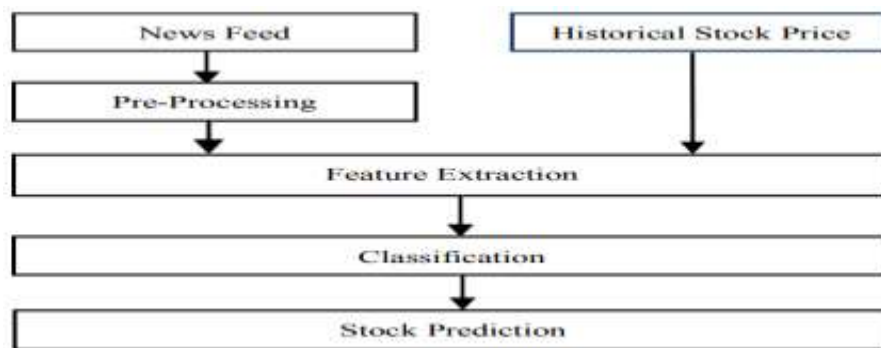 News Feed
Historical Stock Price
Pre-Processing
Feature Extraction
Classification
Stock Prediction